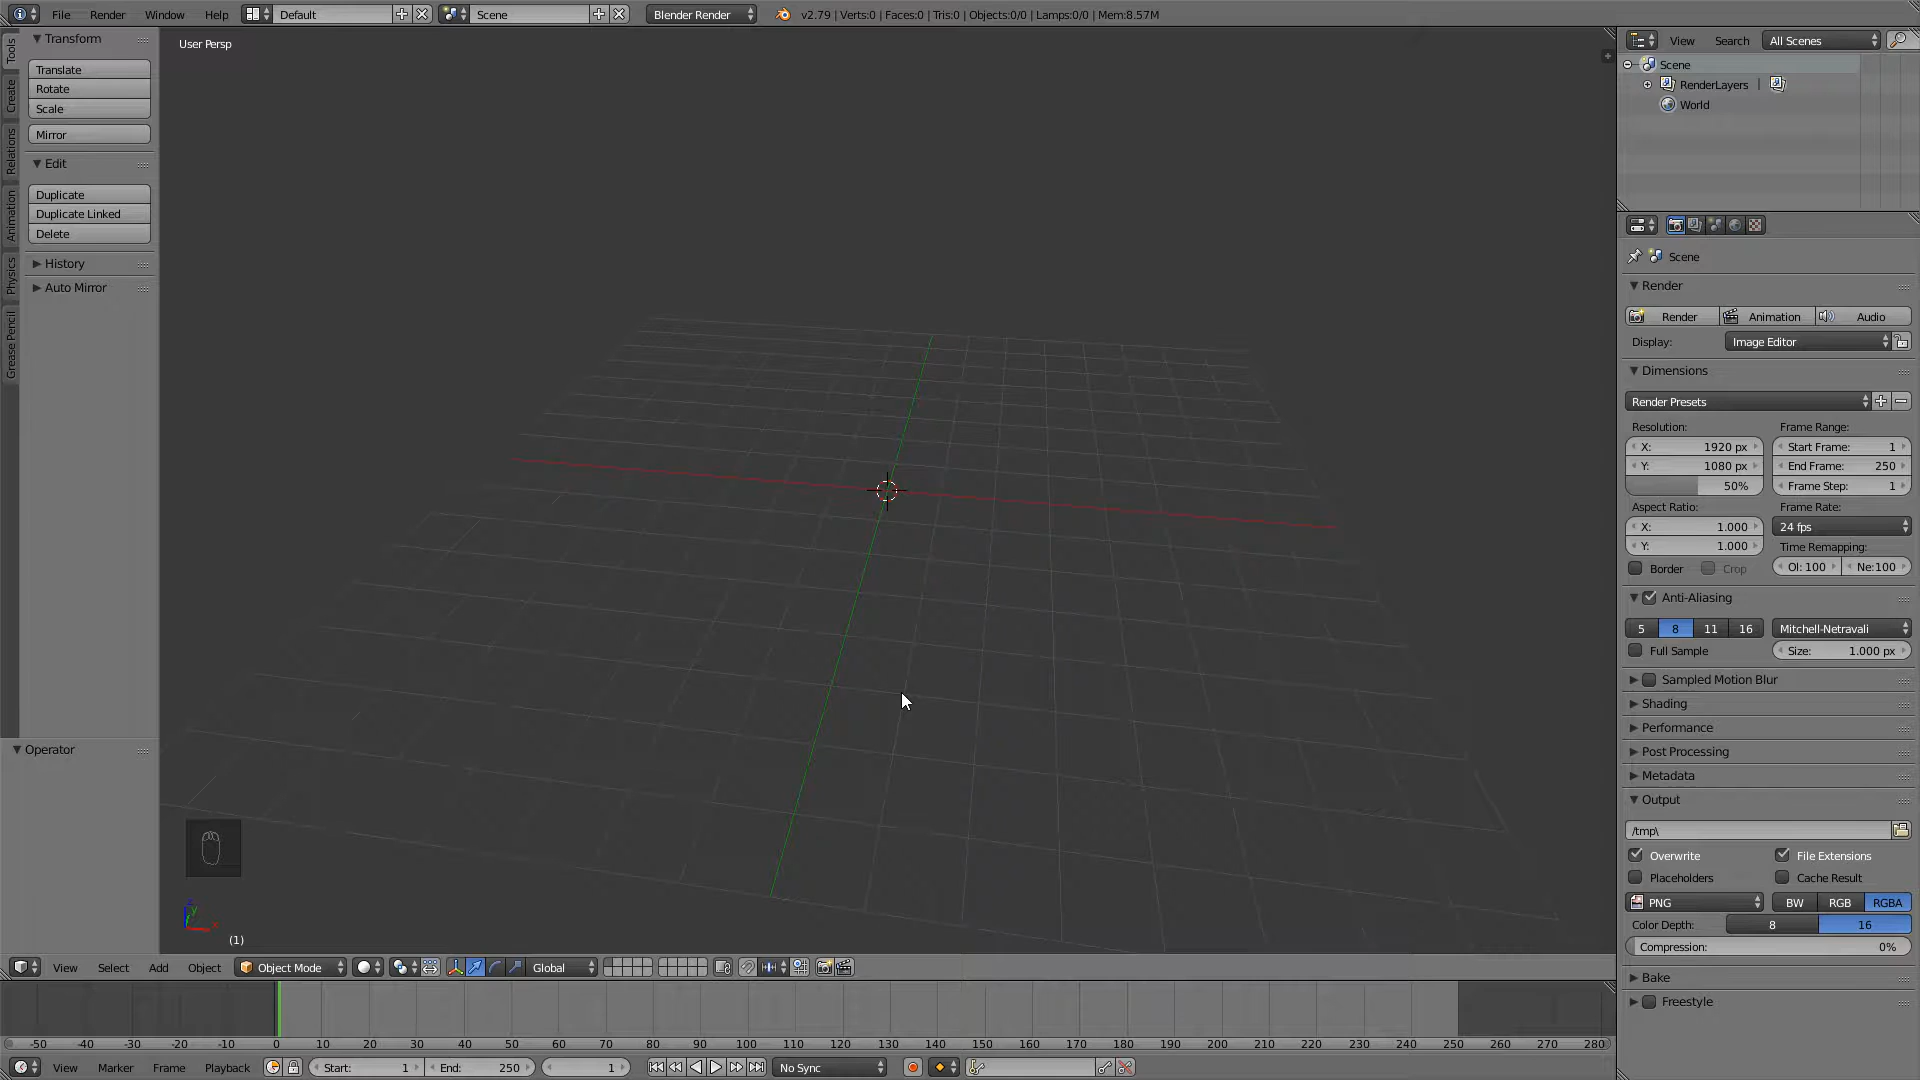 File Render Window Help Default Scene Blender Render v2.79 | Verts:0 | Faces:0 | Tris:0 | Objects:0/0 | Lamps:0/0 | Mem:8.57M
Tools
Create
Relations
Animation
Physics
Grease Pencil
Transform
Translate
Rotate
Scale
Mirror
Edit
Duplicate
Duplicate Linked
Delete
History
Auto Mirror
Operator
User Persp
(1)
View Select Add Object Object Mode Global
-50 -40 -30 -20 -10 0 10 20 30 40 50 60 70 80 90 100 110 120 130 140 150 160 170 180 190 200 210 220 230 240 250 260 270 280
View Marker Frame Playback Start: 1 End: 250 1 No Sync
View Search All Scenes
Scene
RenderLayers |
World
Scene
Render
Render Animation Audio
Display: Image Editor
Dimensions
Render Presets
Resolution: Frame Range:
X: 1920 px Start Frame: 1
Y: 1080 px End Frame: 250
50% Frame Step: 1
Aspect Ratio: Frame Rate:
X: 1.000 24 fps
Y: 1.000 Time Remapping:
Border Crop Ol: 100 Ne:100
Anti-Aliasing
5 8 11 16 Mitchell-Netravali
Full Sample Size: 1.000 px
Sampled Motion Blur
Shading
Performance
Post Processing
Metadata
Output
/tmp\
Overwrite File Extensions
Placeholders Cache Result
PNG BW RGB RGBA
Color Depth: 8 16
Compression: 0%
Bake
Freestyle